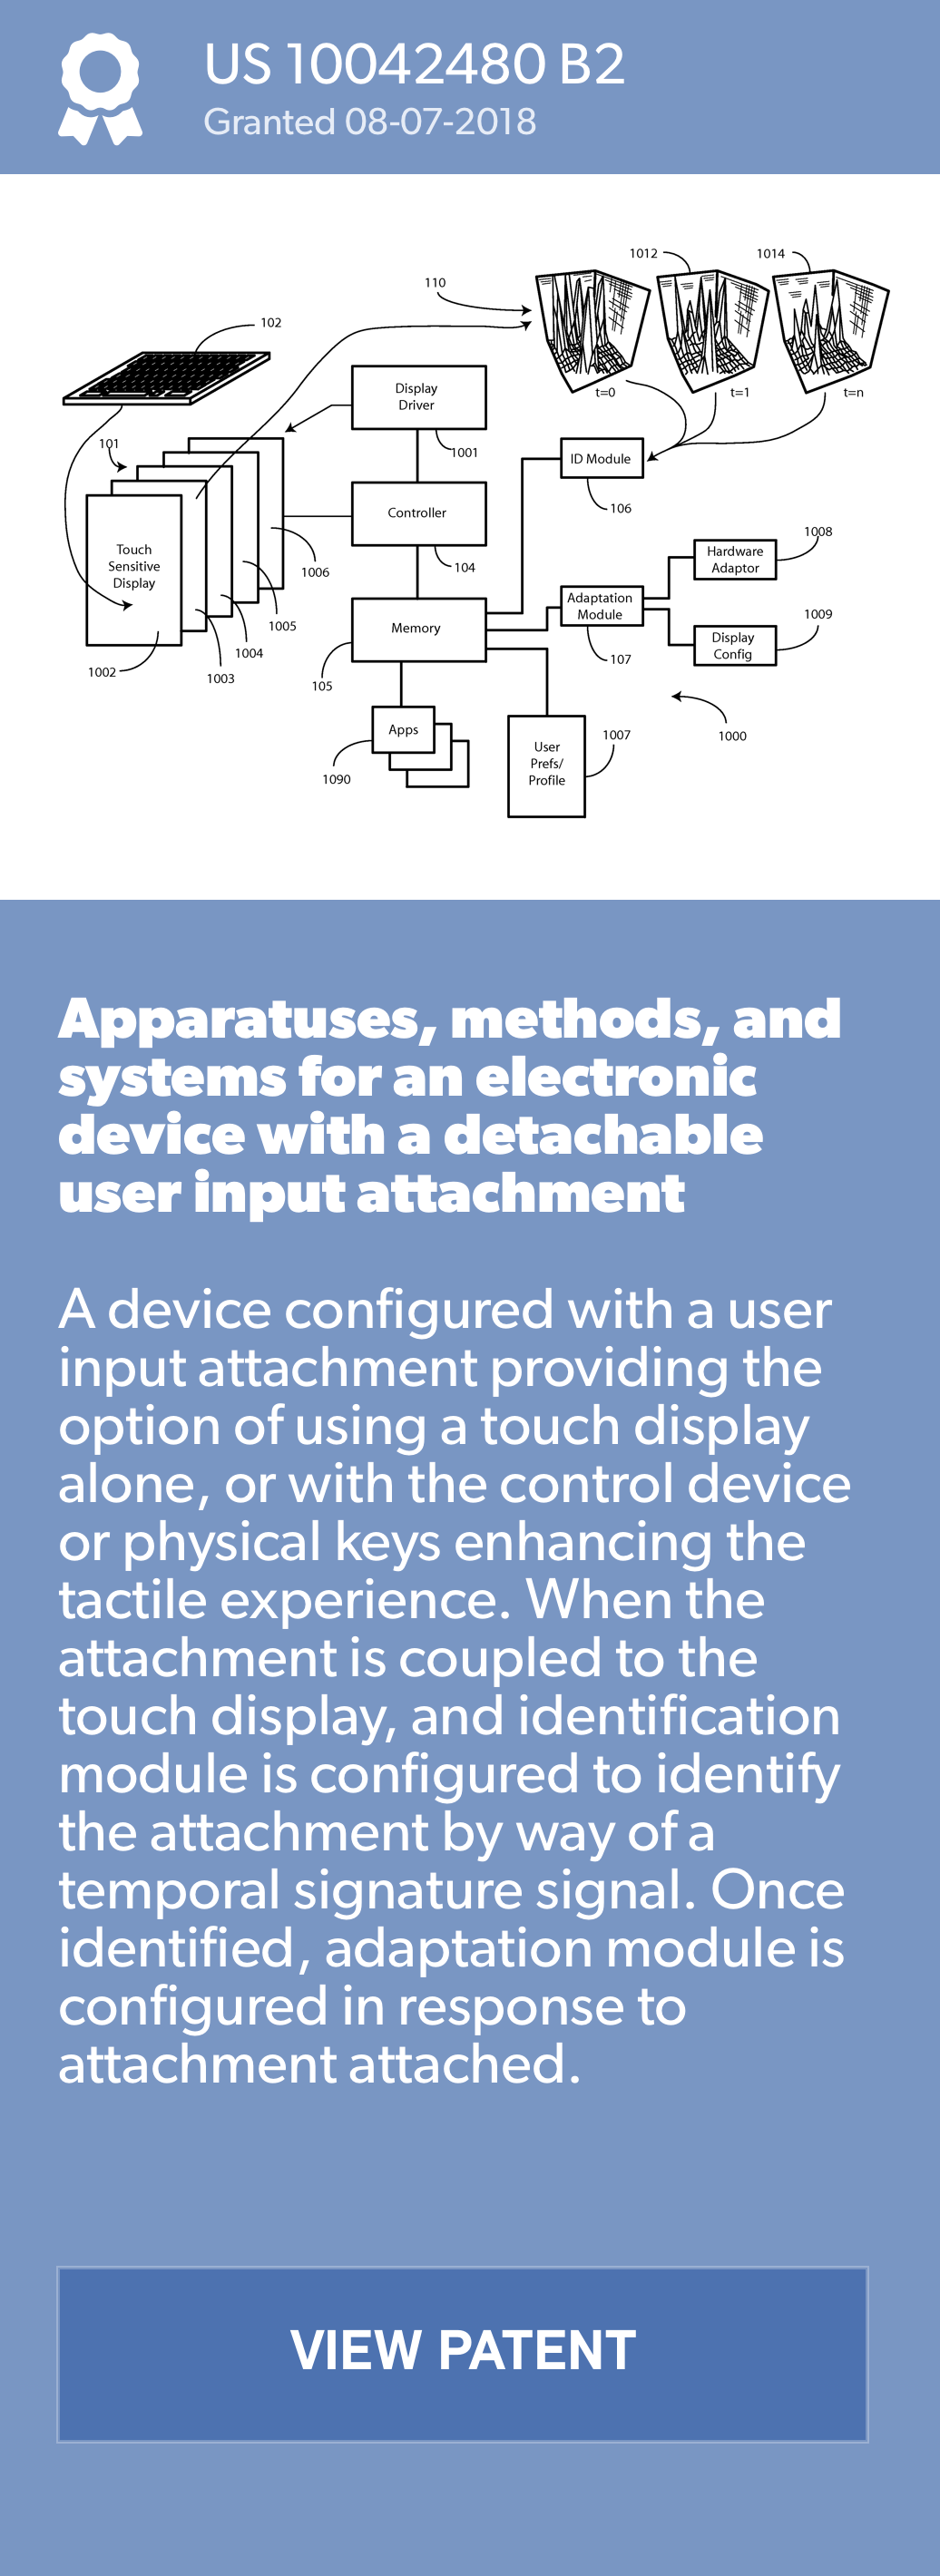 US 10042480 B2
Granted 08-07-2018
1012
1014
110
102
t=0
t=1
t=n
Display
Driver
1001
101
ID Module
106
Controller
104
1006
Touch
Sensitive
Display
1008
Hardware
Adaptor
Adaptation
Module
107
1009
Display
Config
Memory
105
1005
1004
1003
1002
Apps
1090
User
Prefs/
Profile
1007
1000
Apparatuses, methods, and
systems for an electronic
device with a detachable
user input attachment
A device configured with a user
input attachment providing the
option of using a touch display
alone, or with the control device
or physical keys enhancing the
tactile experience. When the
attachment is coupled to the
touch display, and identification
module is configured to identify
the attachment by way of a
temporal signature signal. Once
identified, adaptation module is
configured in response to
attachment attached.
VIEW PATENT